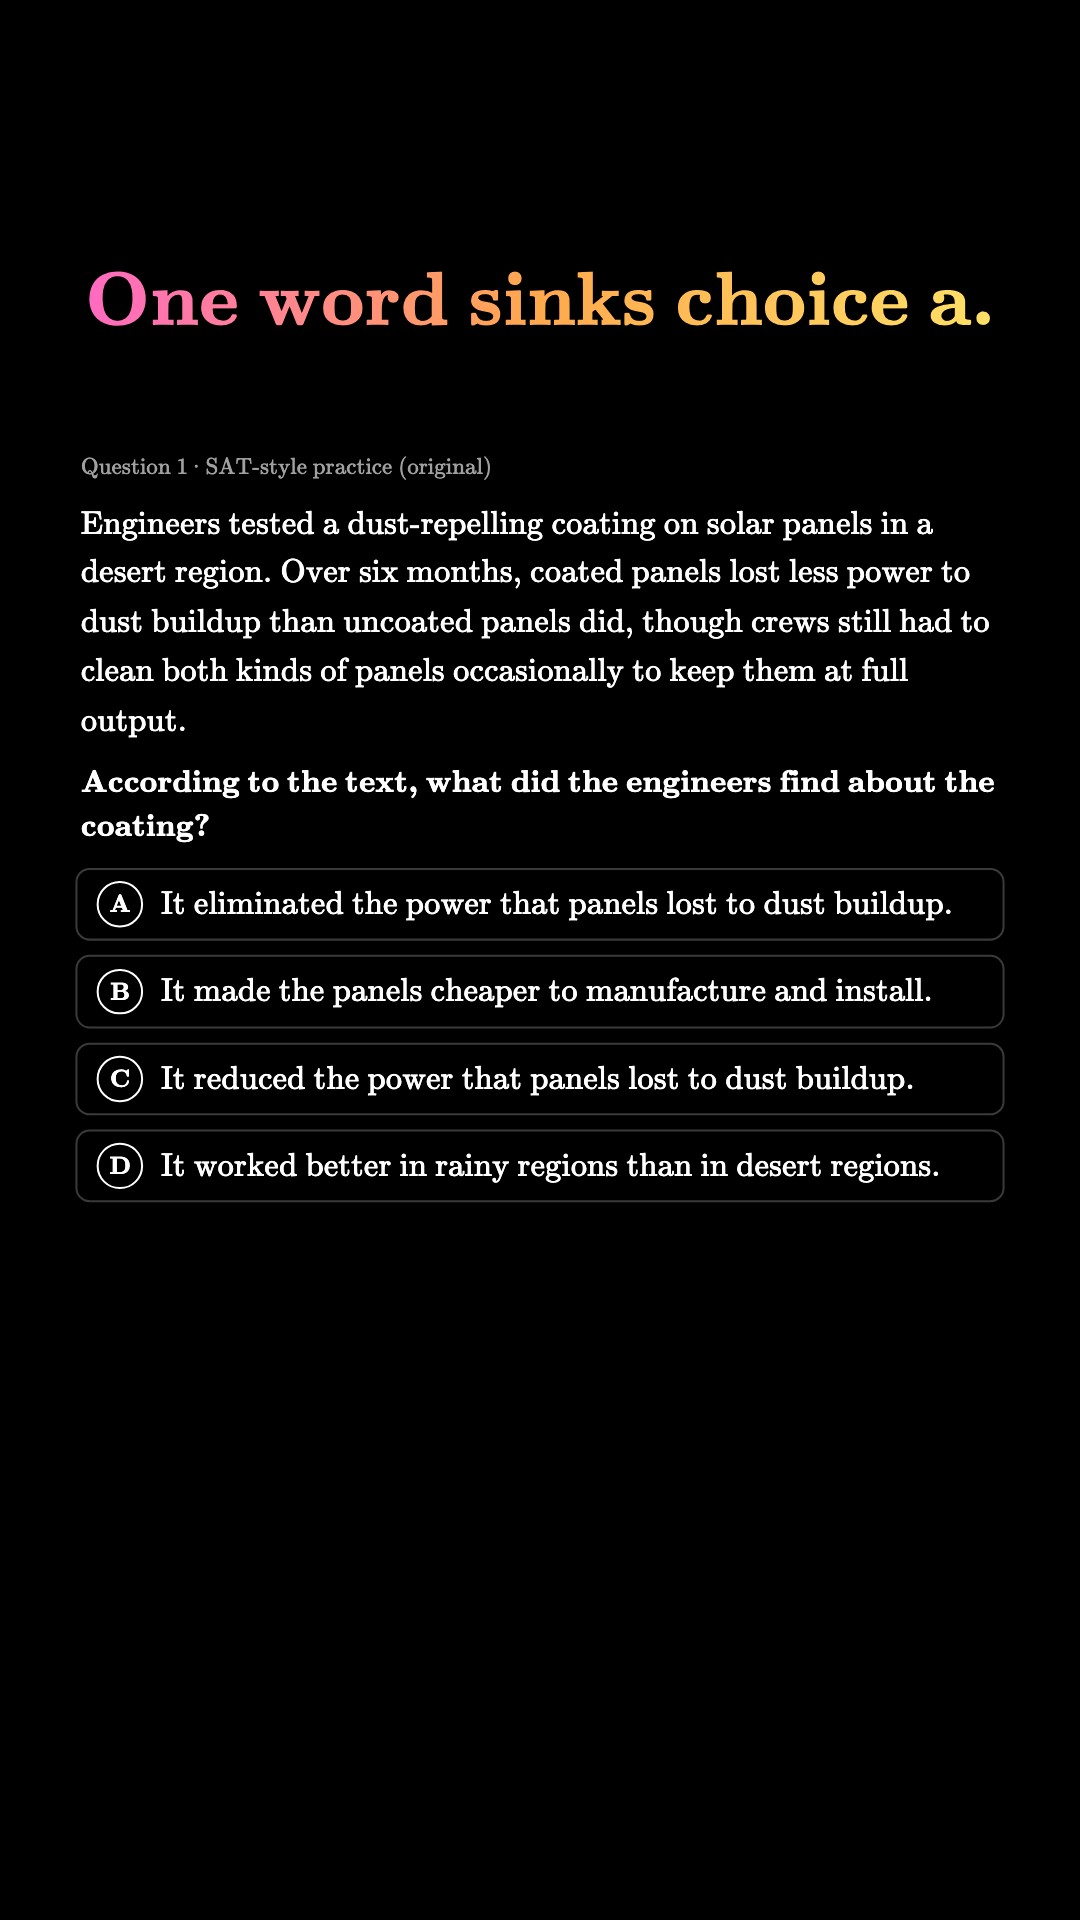 One word sinks choice a.
Question 1 · SAT-style practice (original)
Engineers tested a dust-repelling coating on solar panels in a
desert region. Over six months, coated panels lost less power to
dust buildup than uncoated panels did, though crews still had to
clean both kinds of panels occasionally to keep them at full
output.
According to the text, what did the engineers find about the
coating?
A It eliminated the power that panels lost to dust buildup.
B It made the panels cheaper to manufacture and install.
C It reduced the power that panels lost to dust buildup.
D It worked better in rainy regions than in desert regions.